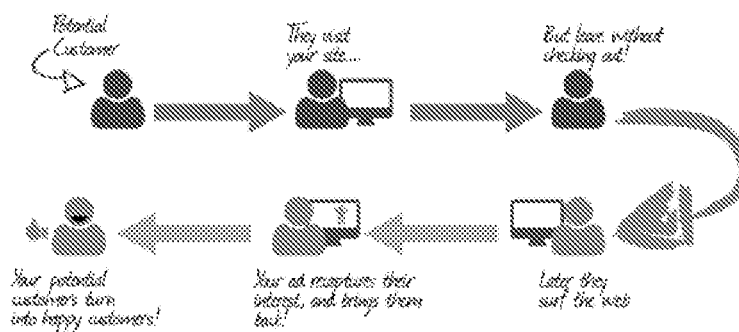 Potential
Customer
They visit
your site....
But leave without
checking out!
Later they
surf the web
Your ad recaptures their
interest, and brings them
back!
Your potential
customers turn
into happy customers!